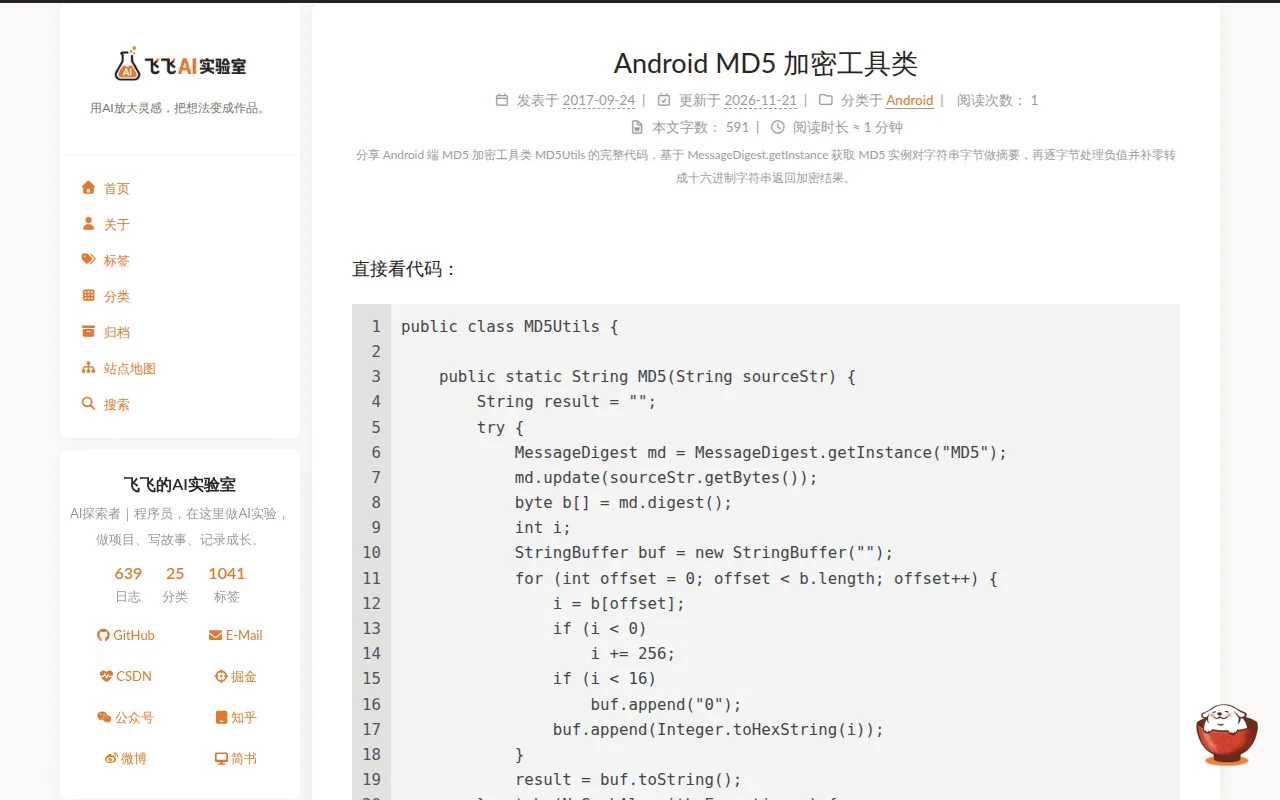 飞飞AI实验室
用AI放大灵感，把想法变成作品。
首页
关于
标签
分类
归档
站点地图
搜索
飞飞的AI实验室
AI探索者｜程序员，在这里做AI实验，
做项目、写故事、记录成长。
639 25 1041
日志 分类 标签
GitHub E-Mail
CSDN 掘金
公众号 知乎
微博 简书
Android MD5 加密工具类
发表于 2017-09-24 | 更新于 2026-11-21 | 分类于 Android | 阅读次数： 1
本文字数： 591 | 阅读时长 ≈ 1 分钟
分享 Android 端 MD5 加密工具类 MD5Utils 的完整代码，基于 MessageDigest.getInstance 获取 MD5 实例对字符串字节做摘要，再逐字节处理负值并补零转
成十六进制字符串返回加密结果。
直接看代码：
1 public class MD5Utils {
2
3 public static String MD5(String sourceStr) {
4 String result = "";
5 try {
6 MessageDigest md = MessageDigest.getInstance("MD5");
7 md.update(sourceStr.getBytes());
8 byte b[] = md.digest();
9 int i;
10 StringBuffer buf = new StringBuffer("");
11 for (int offset = 0; offset < b.length; offset++) {
12 i = b[offset];
13 if (i < 0)
14 i += 256;
15 if (i < 16)
16 buf.append("0");
17 buf.append(Integer.toHexString(i));
18 }
19 result = buf.toString();